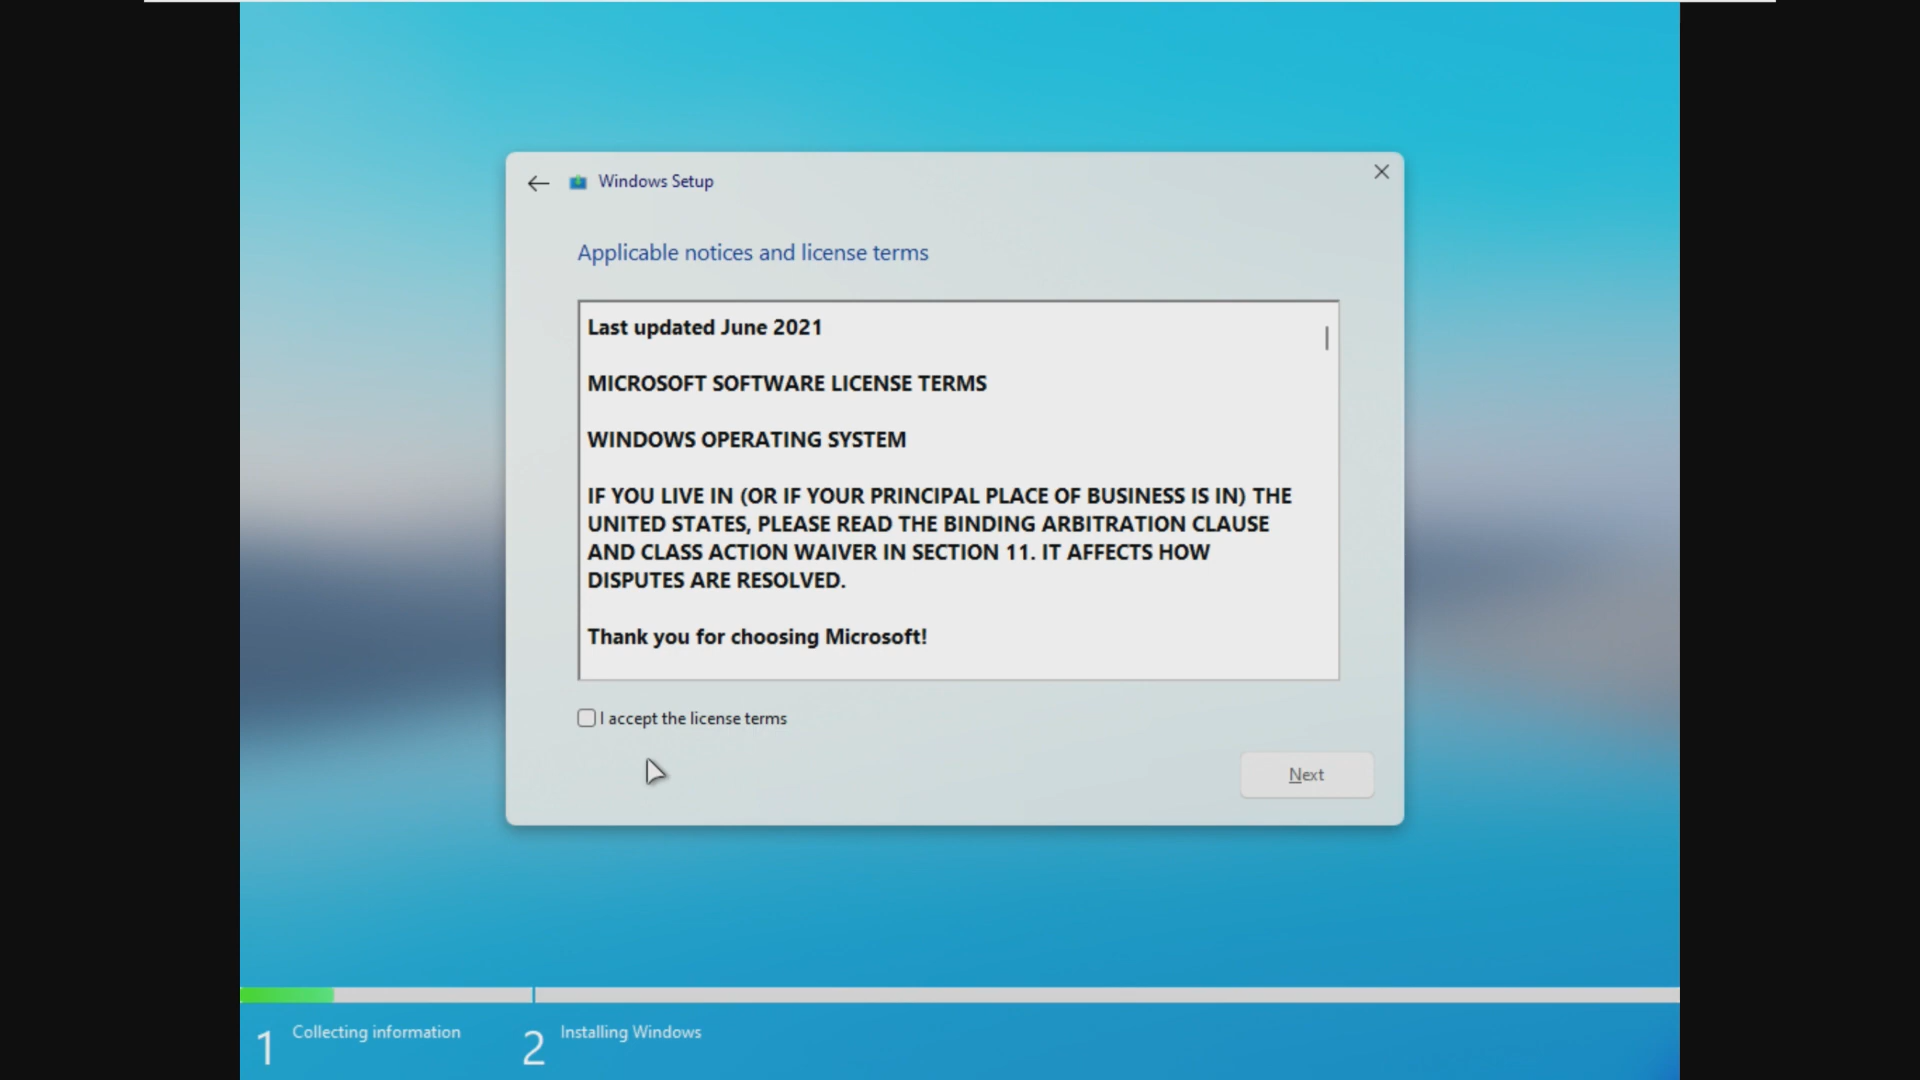 Windows Setup
Applicable notices and license terms
Last updated June 2021
MICROSOFT SOFTWARE LICENSE TERMS
WINDOWS OPERATING SYSTEM
IF YOU LIVE IN (OR IF YOUR PRINCIPAL PLACE OF BUSINESS IS IN) THE
UNITED STATES, PLEASE READ THE BINDING ARBITRATION CLAUSE
AND CLASS ACTION WAIVER IN SECTION 11. IT AFFECTS HOW
DISPUTES ARE RESOLVED.
Thank you for choosing Microsoft!
I accept the license terms
Next
1 Collecting information
2 Installing Windows